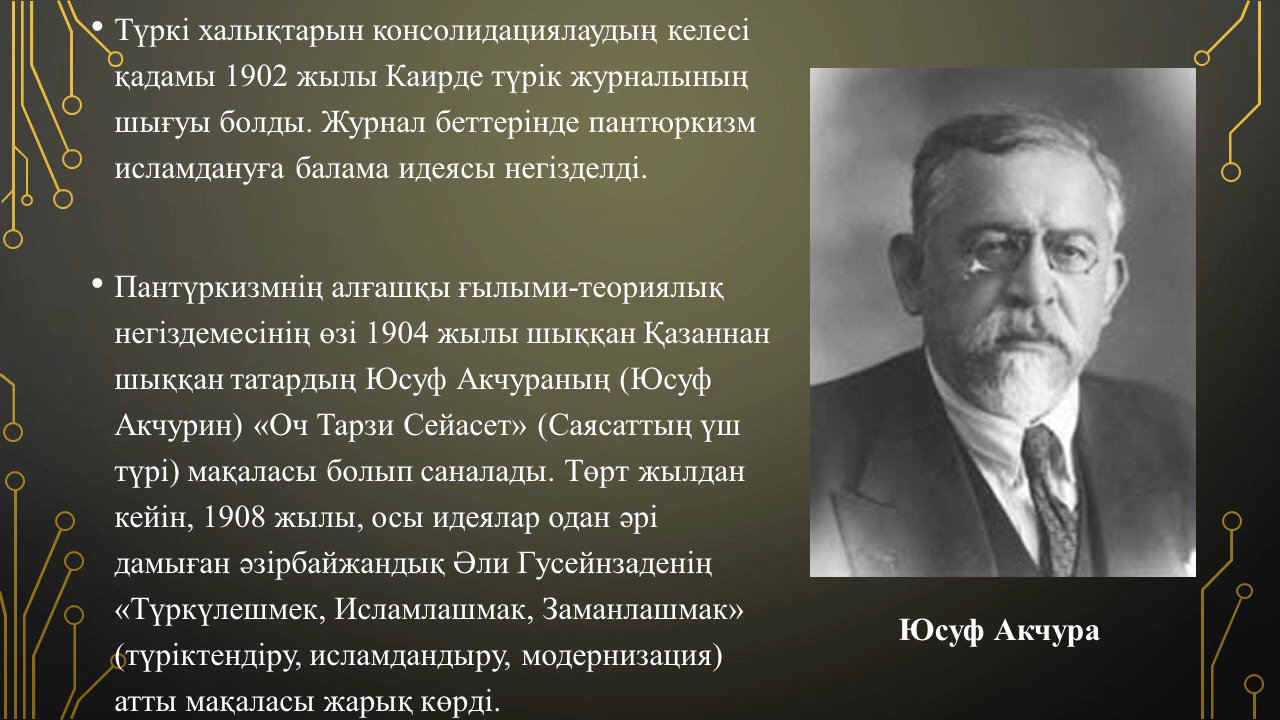 • Түркі халықтарын консолидациялаудың келесі
қадамы 1902 жылы Каирде түрік журналының
шығуы болды. Журнал беттерінде пантюркизм
исламдануға балама идеясы негізделді.
• Пантүркизмнің алғашқы ғылыми-теориялық
негіздемесінің өзі 1904 жылы шыққан Қазаннан
шыққан татардың Юсуф Акчураның (Юсуф
Акчурин) «Оч Тарзи Сейасет» (Саясаттың үш
түрі) мақаласы болып саналады. Төрт жылдан
кейін, 1908 жылы, осы идеялар одан әрі
дамыған әзірбайжандық Әли Гусейнзаденің
«Түркүлешмек, Исламлашмак, Заманлашмак»
(түріктендіру, исламдандыру, модернизация)
атты мақаласы жарық көрді.
Юсуф Акчура